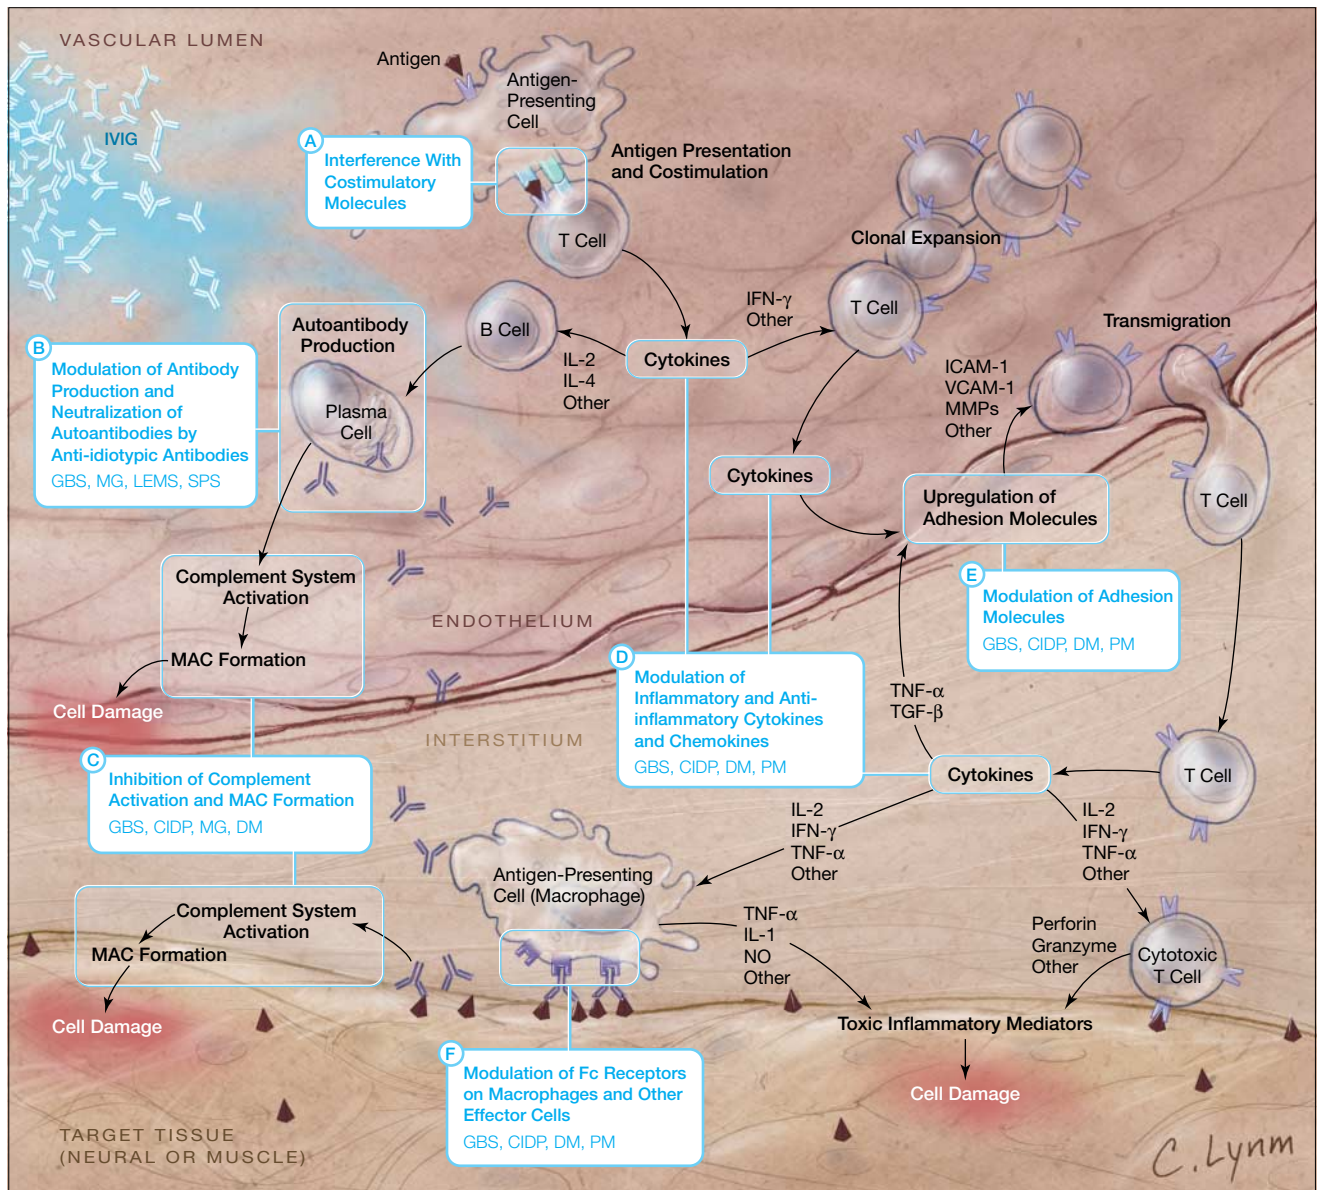 VASCULAR LUMEN
Antigen
Antigen-
Presenting
Cell
IVIG
A
Interference With
Costimulatory
Molecules
Antigen Presentation
and Costimulation
T Cell
Clonal Expansion
T Cell
IFN-γ
Other
B Cell
Cytokines
IL-2
IL-4
Other
Autoantibody
Production
Plasma
Cell
B
Modulation of Antibody
Production and
Neutralization of
Autoantibodies by
Anti-idiotypic Antibodies
GBS, MG, LEMS, SPS
Transmigration
ICAM-1
VCAM-1
MMPs
Other
Cytokines
Upregulation of
Adhesion Molecules
T Cell
E
Modulation of Adhesion
Molecules
GBS, CIDP, DM, PM
Complement System
Activation
MAC Formation
Cell Damage
ENDOTHELIUM
INTERSTITIUM
D
Modulation of
Inflammatory and Anti-
inflammatory Cytokines
and Chemokines
GBS, CIDP, DM, PM
TNF-α
TGF-β
Cytokines
T Cell
C
Inhibition of Complement
Activation and MAC Formation
GBS, CIDP, MG, DM
IL-2
IFN-γ
TNF-α
Other
IL-2
IFN-γ
TNF-α
Other
Antigen-Presenting
Cell (Macrophage)
TNF-α
IL-1
NO
Other
Perforin
Granzyme
Other
Cytotoxic
T Cell
Complement System
Activation
MAC Formation
Cell Damage
Toxic Inflammatory Mediators
Cell Damage
F
Modulation of Fc Receptors
on Macrophages and Other
Effector Cells
GBS, CIDP, DM, PM
TARGET TISSUE
(NEURAL OR MUSCLE)
C. Lynm